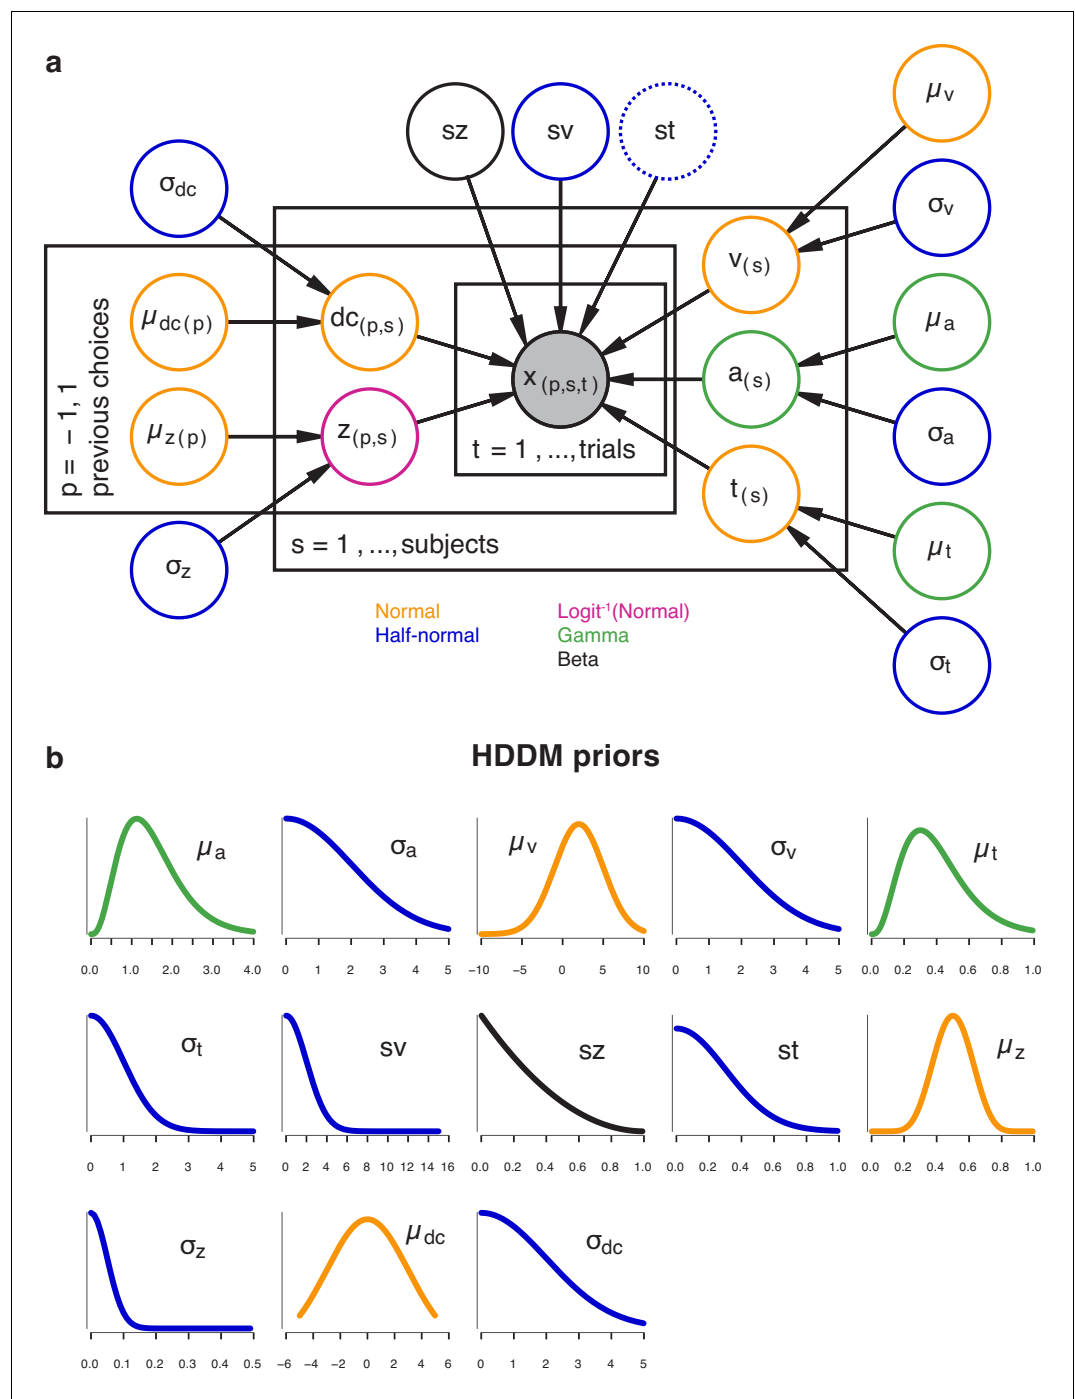 a
sz
sv
st
μv
σdc
σv
v(s)
μdc(p)
dc(p,s)
μa
x(p,s,t)
a(s)
μz(p)
z(p,s)
σa
t = 1 , ...,trials
p = − 1, 1
previous choices
t(s)
s = 1 , ...,subjects
μt
σz
Normal
Half-normal
Logit⁻¹(Normal)
Gamma
Beta
σt
b
HDDM priors
μa
σa
μv
σv
μt
0.0 1.0 2.0 3.0 4.0
0 1 2 3 4 5
−10 −5 0 5 10
0 1 2 3 4 5
0.0 0.2 0.4 0.6 0.8 1.0
σt
sv
sz
st
μz
0 1 2 3 4 5
0 2 4 6 8 10 12 14 16
0.0 0.2 0.4 0.6 0.8 1.0
0.0 0.2 0.4 0.6 0.8 1.0
0.0 0.2 0.4 0.6 0.8 1.0
σz
μdc
σdc
0.0 0.1 0.2 0.3 0.4 0.5
−6 −4 −2 0 2 4 6
0 1 2 3 4 5